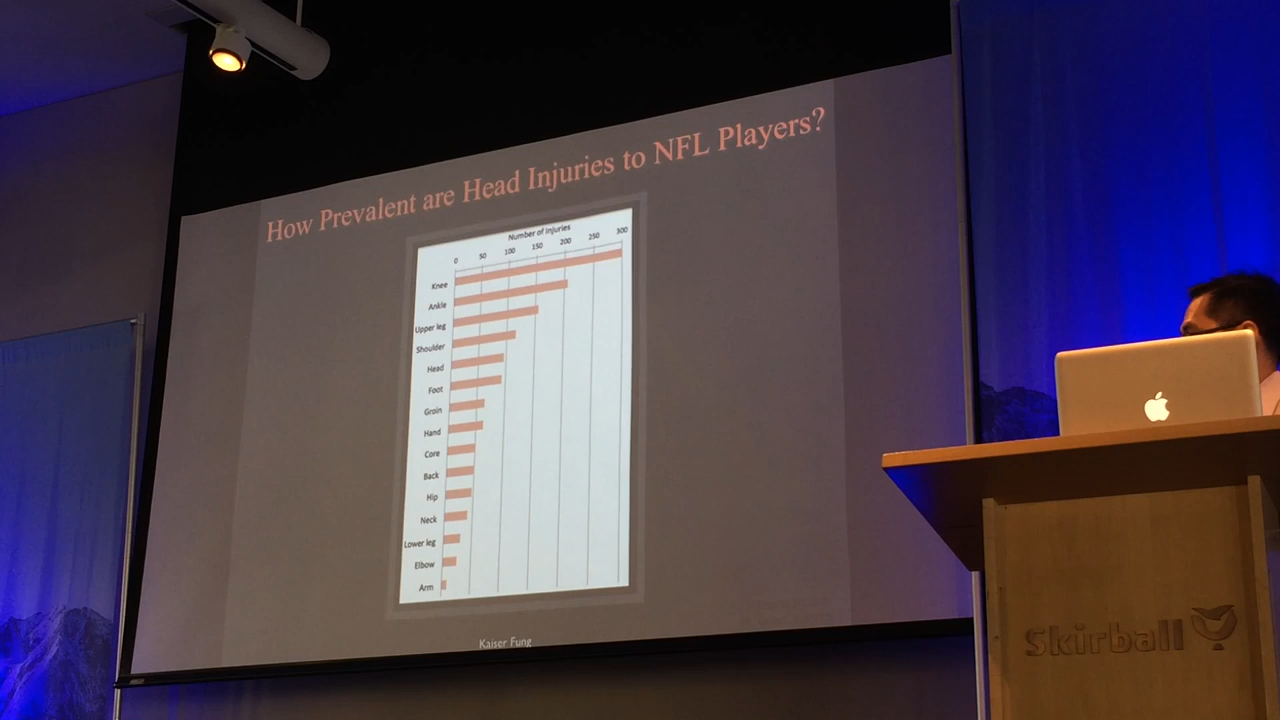 How Prevalent are Head Injuries to NFL Players?
Number of Injuries
0 50 100 150 200 250 300
Knee
Ankle
Upper leg
Shoulder
Head
Foot
Groin
Hand
Core
Back
Hip
Neck
Lower leg
Elbow
Arm
Kaiser Fung
Skirball